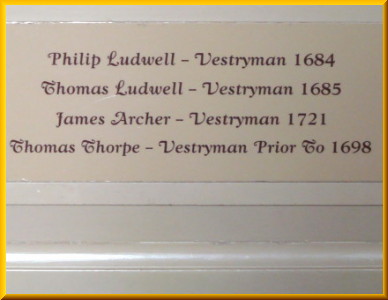 Philip Ludwell – Vestryman 1684
Thomas Ludwell – Vestryman 1685
James Archer – Vestryman 1721
Thomas Thorpe – Vestryman Prior To 1698